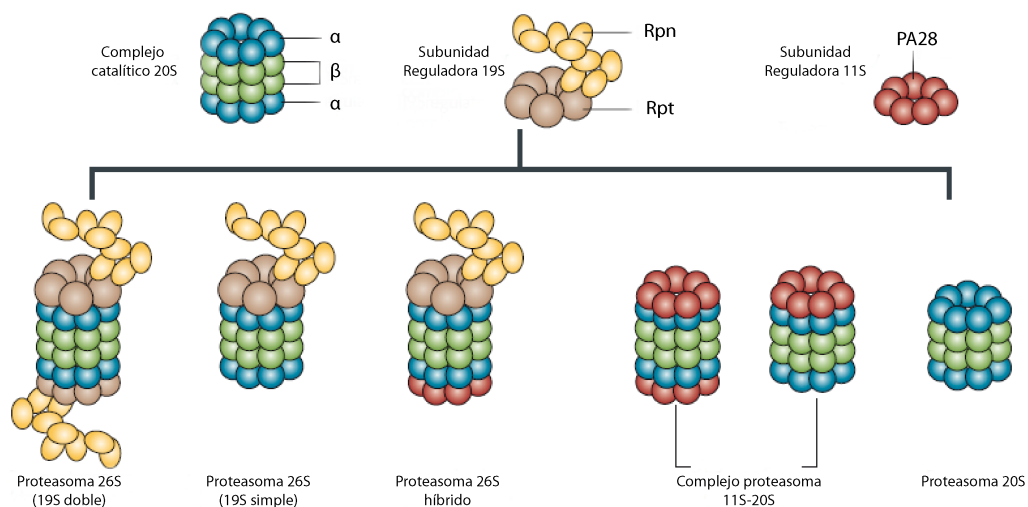 Complejo
catalítico 20S
α
β
α
Subunidad
Reguladora 19S
Rpn
Rpt
Subunidad
Reguladora 11S
PA28
Proteasoma 26S
(19S doble)
Proteasoma 26S
(19S simple)
Proteasoma 26S
híbrido
Complejo proteasoma
11S-20S
Proteasoma 20S